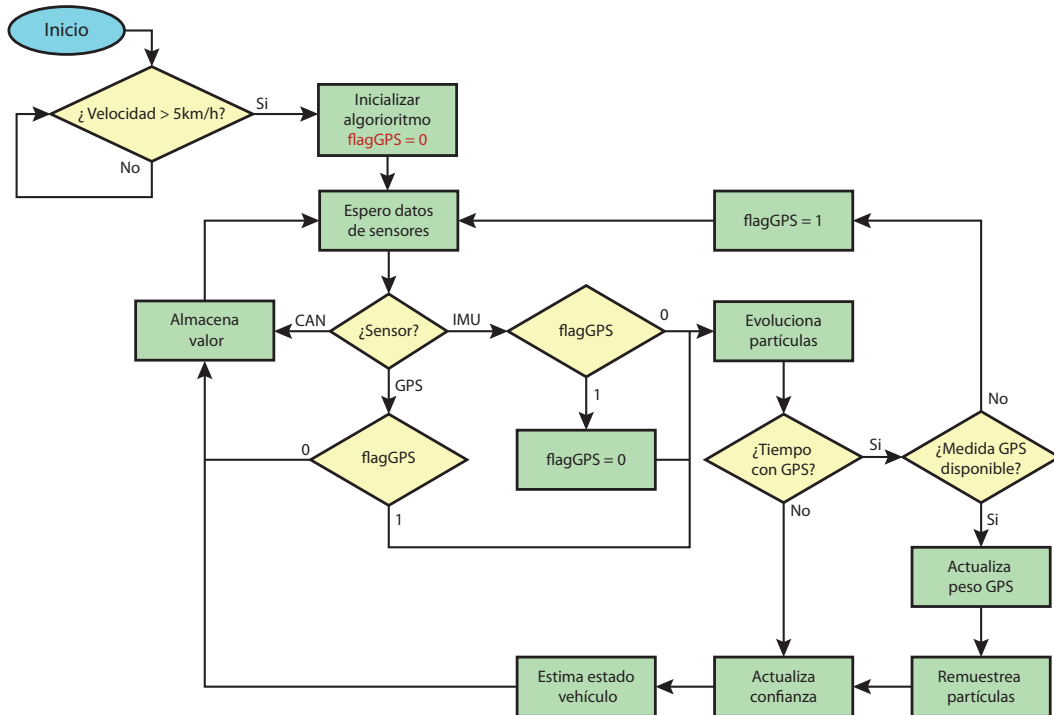 Inicio
¿ Velocidad > 5km/h?
Si
No
Inicializar
algorioritmo
flagGPS = 0
Espero datos
de sensores
flagGPS = 1
Almacena
valor
CAN
¿Sensor?
IMU
flagGPS
0
Evoluciona
partículas
GPS
1
No
0
flagGPS
flagGPS = 0
¿Tiempo
con GPS?
Si
¿Medida GPS
disponible?
1
No
Si
Actualiza
peso GPS
Estima estado
vehículo
Actualiza
confianza
Remuestrea
partículas